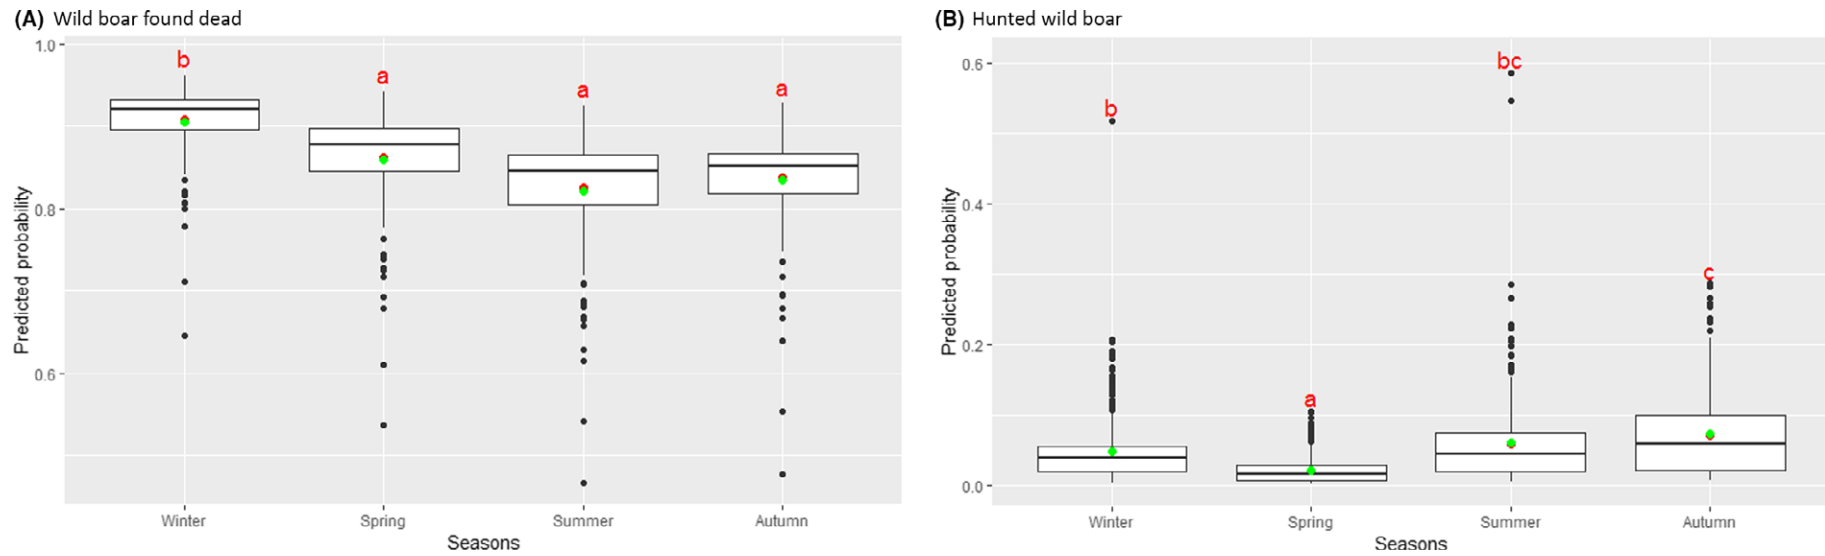 (A) Wild boar found dead
1.0
0.8
0.6
Predicted probability
b
a
a
a
Winter
Spring
Summer
Autumn
Seasons
(B) Hunted wild boar
0.6
0.4
0.2
0.0
Predicted probability
b
a
bc
c
Winter
Spring
Summer
Autumn
Seasons